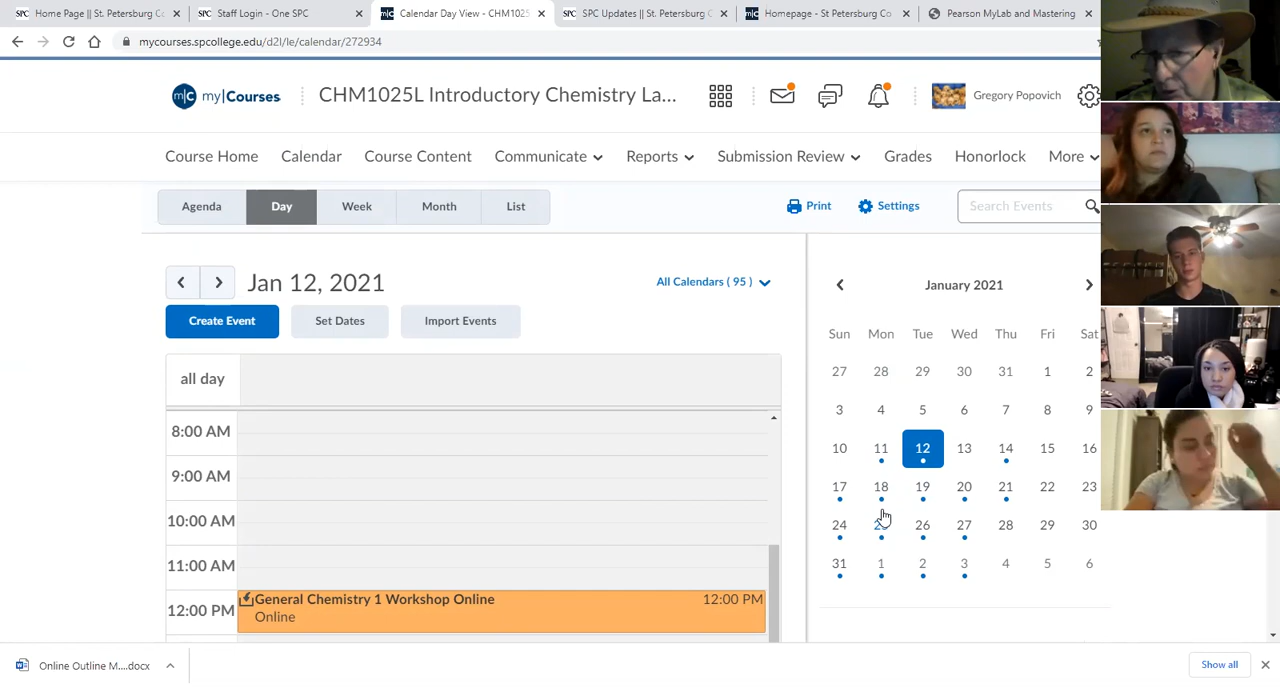 Home Page || St. Petersburg Co
Staff Login - One SPC
Calendar Day View - CHM1025
SPC Updates || St. Petersburg C
Homepage - St Petersburg Co
Pearson MyLab and Mastering
mycourses.spcollege.edu/d2l/le/calendar/272934
m|C my|Courses CHM1025L Introductory Chemistry La... Gregory Popovich
Course Home Calendar Course Content Communicate Reports Submission Review Grades Honorlock More
Agenda Day Week Month List Print Settings Search Events
Jan 12, 2021 All Calendars ( 95 )
Create Event Set Dates Import Events
all day
8:00 AM
9:00 AM
10:00 AM
11:00 AM
12:00 PM
General Chemistry 1 Workshop Online 12:00 PM
Online
January 2021
Sun Mon Tue Wed Thu Fri Sat
27 28 29 30 31 1 2
3 4 5 6 7 8 9
10 11 12 13 14 15 16
17 18 19 20 21 22 23
24 25 26 27 28 29 30
31 1 2 3 4 5 6
Online Outline M....docx Show all